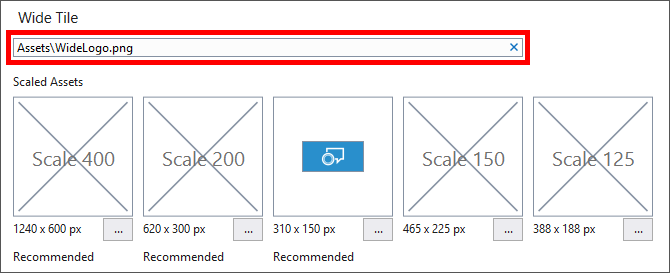 Wide Tile
Assets\WideLogo.png ×
Scaled Assets
Scale 400 Scale 200 Scale 150 Scale 125
1240 x 600 px ... 620 x 300 px ... 310 x 150 px ... 465 x 225 px ... 388 x 188 px ...
Recommended Recommended Recommended